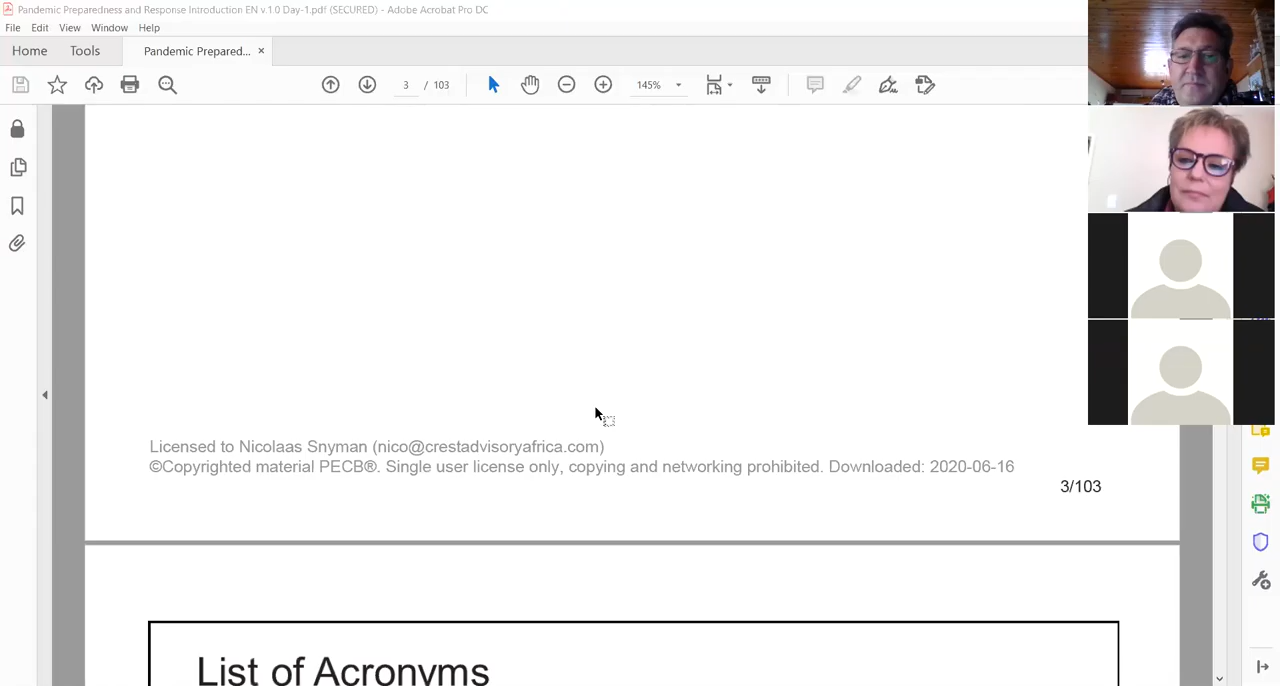 Pandemic Preparedness and Response Introduction EN v.1.0 Day-1.pdf (SECURED) - Adobe Acrobat Pro DC
File Edit View Window Help
Home Tools Pandemic Prepared... ×
3 / 103 145%
Licensed to Nicolaas Snyman (nico@crestadvisoryafrica.com)
©Copyrighted material PECB®. Single user license only, copying and networking prohibited. Downloaded: 2020-06-16
3/103
List of Acronyms